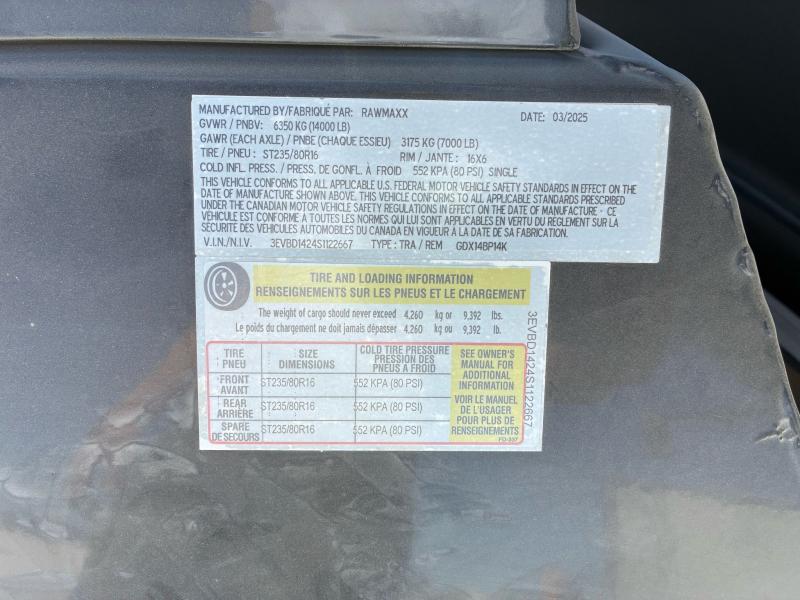 MANUFACTURED BY/FABRIQUÉ PAR: RAWMAXX DATE: 03/2025
GVWR / PNBV: 6350 KG (14000 LB)
GAWR (EACH AXLE) / PNBE (CHAQUE ESSIEU) 3175 KG (7000 LB)
TIRE / PNEU : ST235/80R16 RIM / JANTE : 16X6
COLD INFL. PRESS. / PRESS. DE GONFL. À FROID : 552 KPA (80 PSI) SINGLE
THIS VEHICLE CONFORMS TO ALL APPLICABLE U.S. FEDERAL MOTOR VEHICLE SAFETY STANDARDS IN EFFECT ON THE
DATE OF MANUFACTURE SHOWN ABOVE. THIS VEHICLE CONFORMS TO ALL APPLICABLE STANDARDS PRESCRIBED
UNDER THE CANADIAN MOTOR VEHICLE SAFETY REGULATIONS IN EFFECT ON THE DATE OF MANUFACTURE - CE
VÉHICULE EST CONFORME À TOUTES LES NORMES QUI LUI SONT APPLICABLES EN VERTU DU RÈGLEMENT SUR LA
SÉCURITÉ DES VÉHICULES AUTOMOBILES DU CANADA EN VIGUEUR À LA DATE DE SA FABRICATION.
V.I.N./N.I.V. 3EVBD1424S1122667 TYPE : TRA / REM GDX14BP14K
TIRE AND LOADING INFORMATION
RENSEIGNEMENTS SUR LES PNEUS ET LE CHARGEMENT
The weight of cargo should never exceed 4,260 kg or 9,392 lbs.
Le poids du chargement ne doit jamais dépasser 4,260 kg ou 9,392 lb.
TIRE
PNEU
SIZE
DIMENSIONS
COLD TIRE PRESSURE
PRESSION DES
PNEUS A FROID
FRONT
AVANT
ST235/80R16 552 KPA (80 PSI)
REAR
ARRIÈRE
ST235/80R16 552 KPA (80 PSI)
SPARE
DE SECOURS
ST235/80R16 552 KPA (80 PSI)
SEE OWNER'S
MANUAL FOR
ADDITIONAL
INFORMATION
VOIR LE MANUEL
DE L'USAGER
POUR PLUS DE
RENSEIGNEMENTS
FO-037
3EVBD1424S1122667